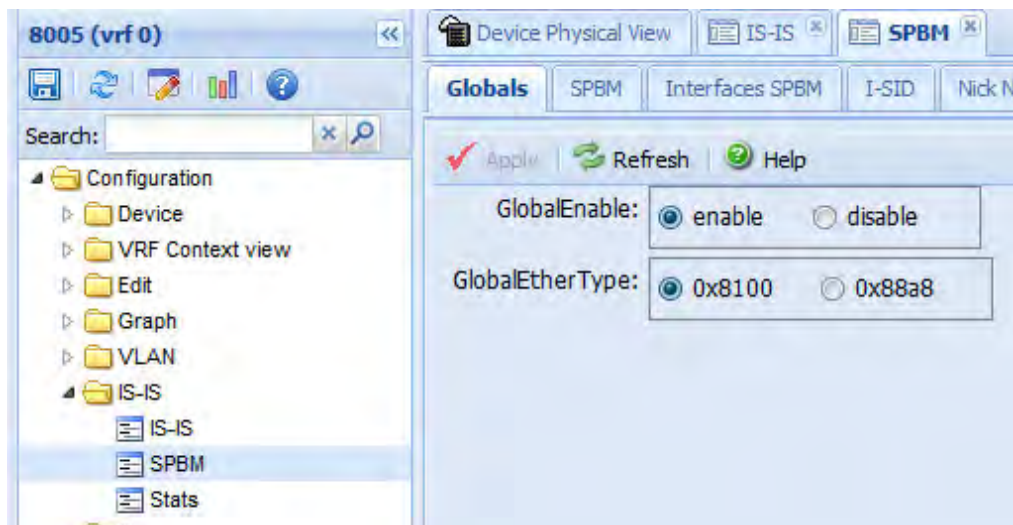 8005 (vrf 0)
Device Physical View
IS-IS
SPBM
Globals
SPBM
Interfaces SPBM
I-SID
Nick N
Search:
Apply
Refresh
Help
Configuration
Device
VRF Context view
Edit
Graph
VLAN
IS-IS
IS-IS
SPBM
Stats
GlobalEnable:
enable
disable
GlobalEtherType:
0x8100
0x88a8